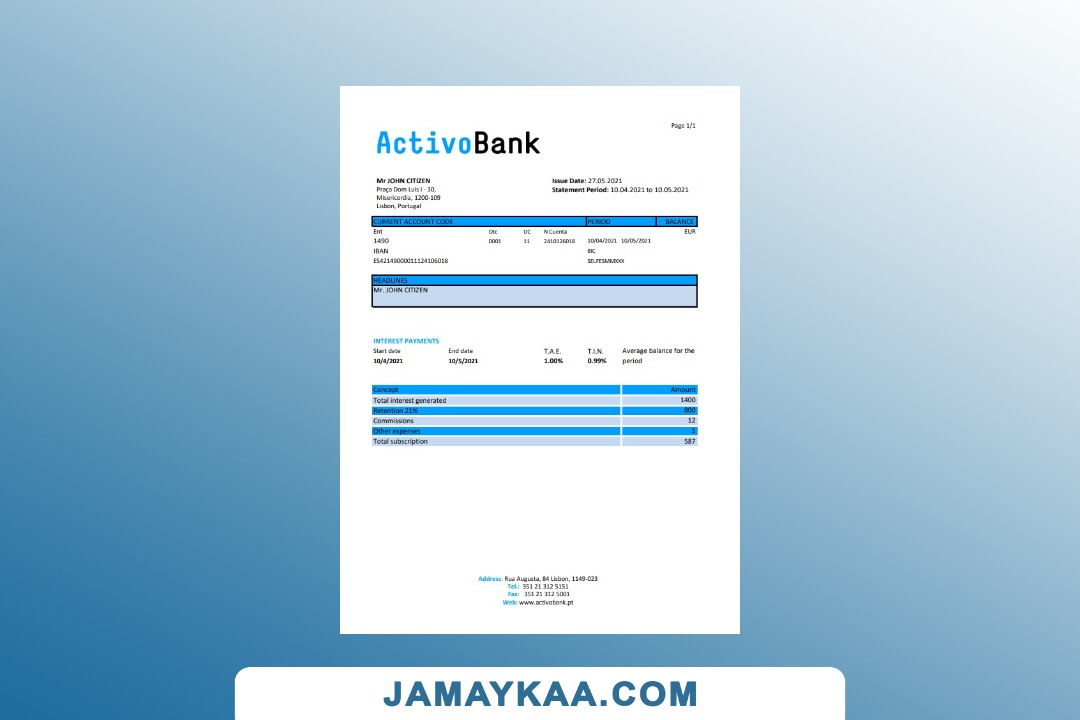 Page 1/1
ActivoBank
Mr JOHN CITIZEN
Issue Date: 27.05.2021
Praça Dom Luis I - 30,
Statement Period: 10.04.2021 to 10.05.2021
Misericordia, 1200-109
Lisbon, Portugal
CURRENT ACCOUNT CODE PERIOD BALANCE
Ent Otc DC N Cuenta EUR
1490 0001 11 2410126018 10/04/2021 10/05/2021
IBAN BIC
ES42149000011124106018 SELFESMMXXX
HEADLINES
Mr. JOHN CITIZEN
INTEREST PAYMENTS
Start date End date T.A.E. T.I.N. Average balance for the
10/4/2021 10/5/2021 1.00% 0.99% period
Concept Amount
Total interest generated 1400
Retention 21% 800
Commissions 12
Other expenses 1
Total subscription 587
Address: Rua Augusta, 84 Lisbon, 1149-023
Tel.: 351 21 312 5151
Fax: 351 21 312 5001
Web: www.activobank.pt
JAMAYKAA.COM